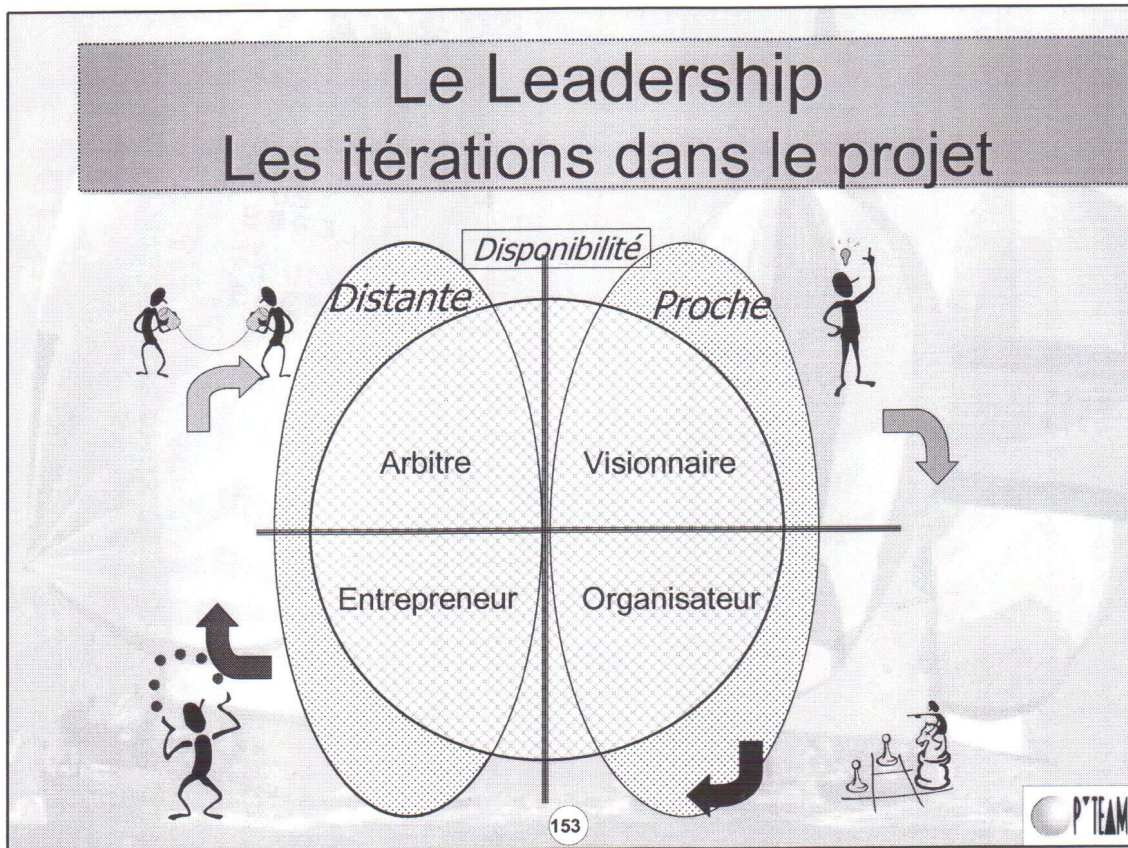 Le Leadership
Les itérations dans le projet
Disponibilité
Distante
Proche
Arbitre
Visionnaire
Entrepreneur
Organisateur
153
P'TEAM